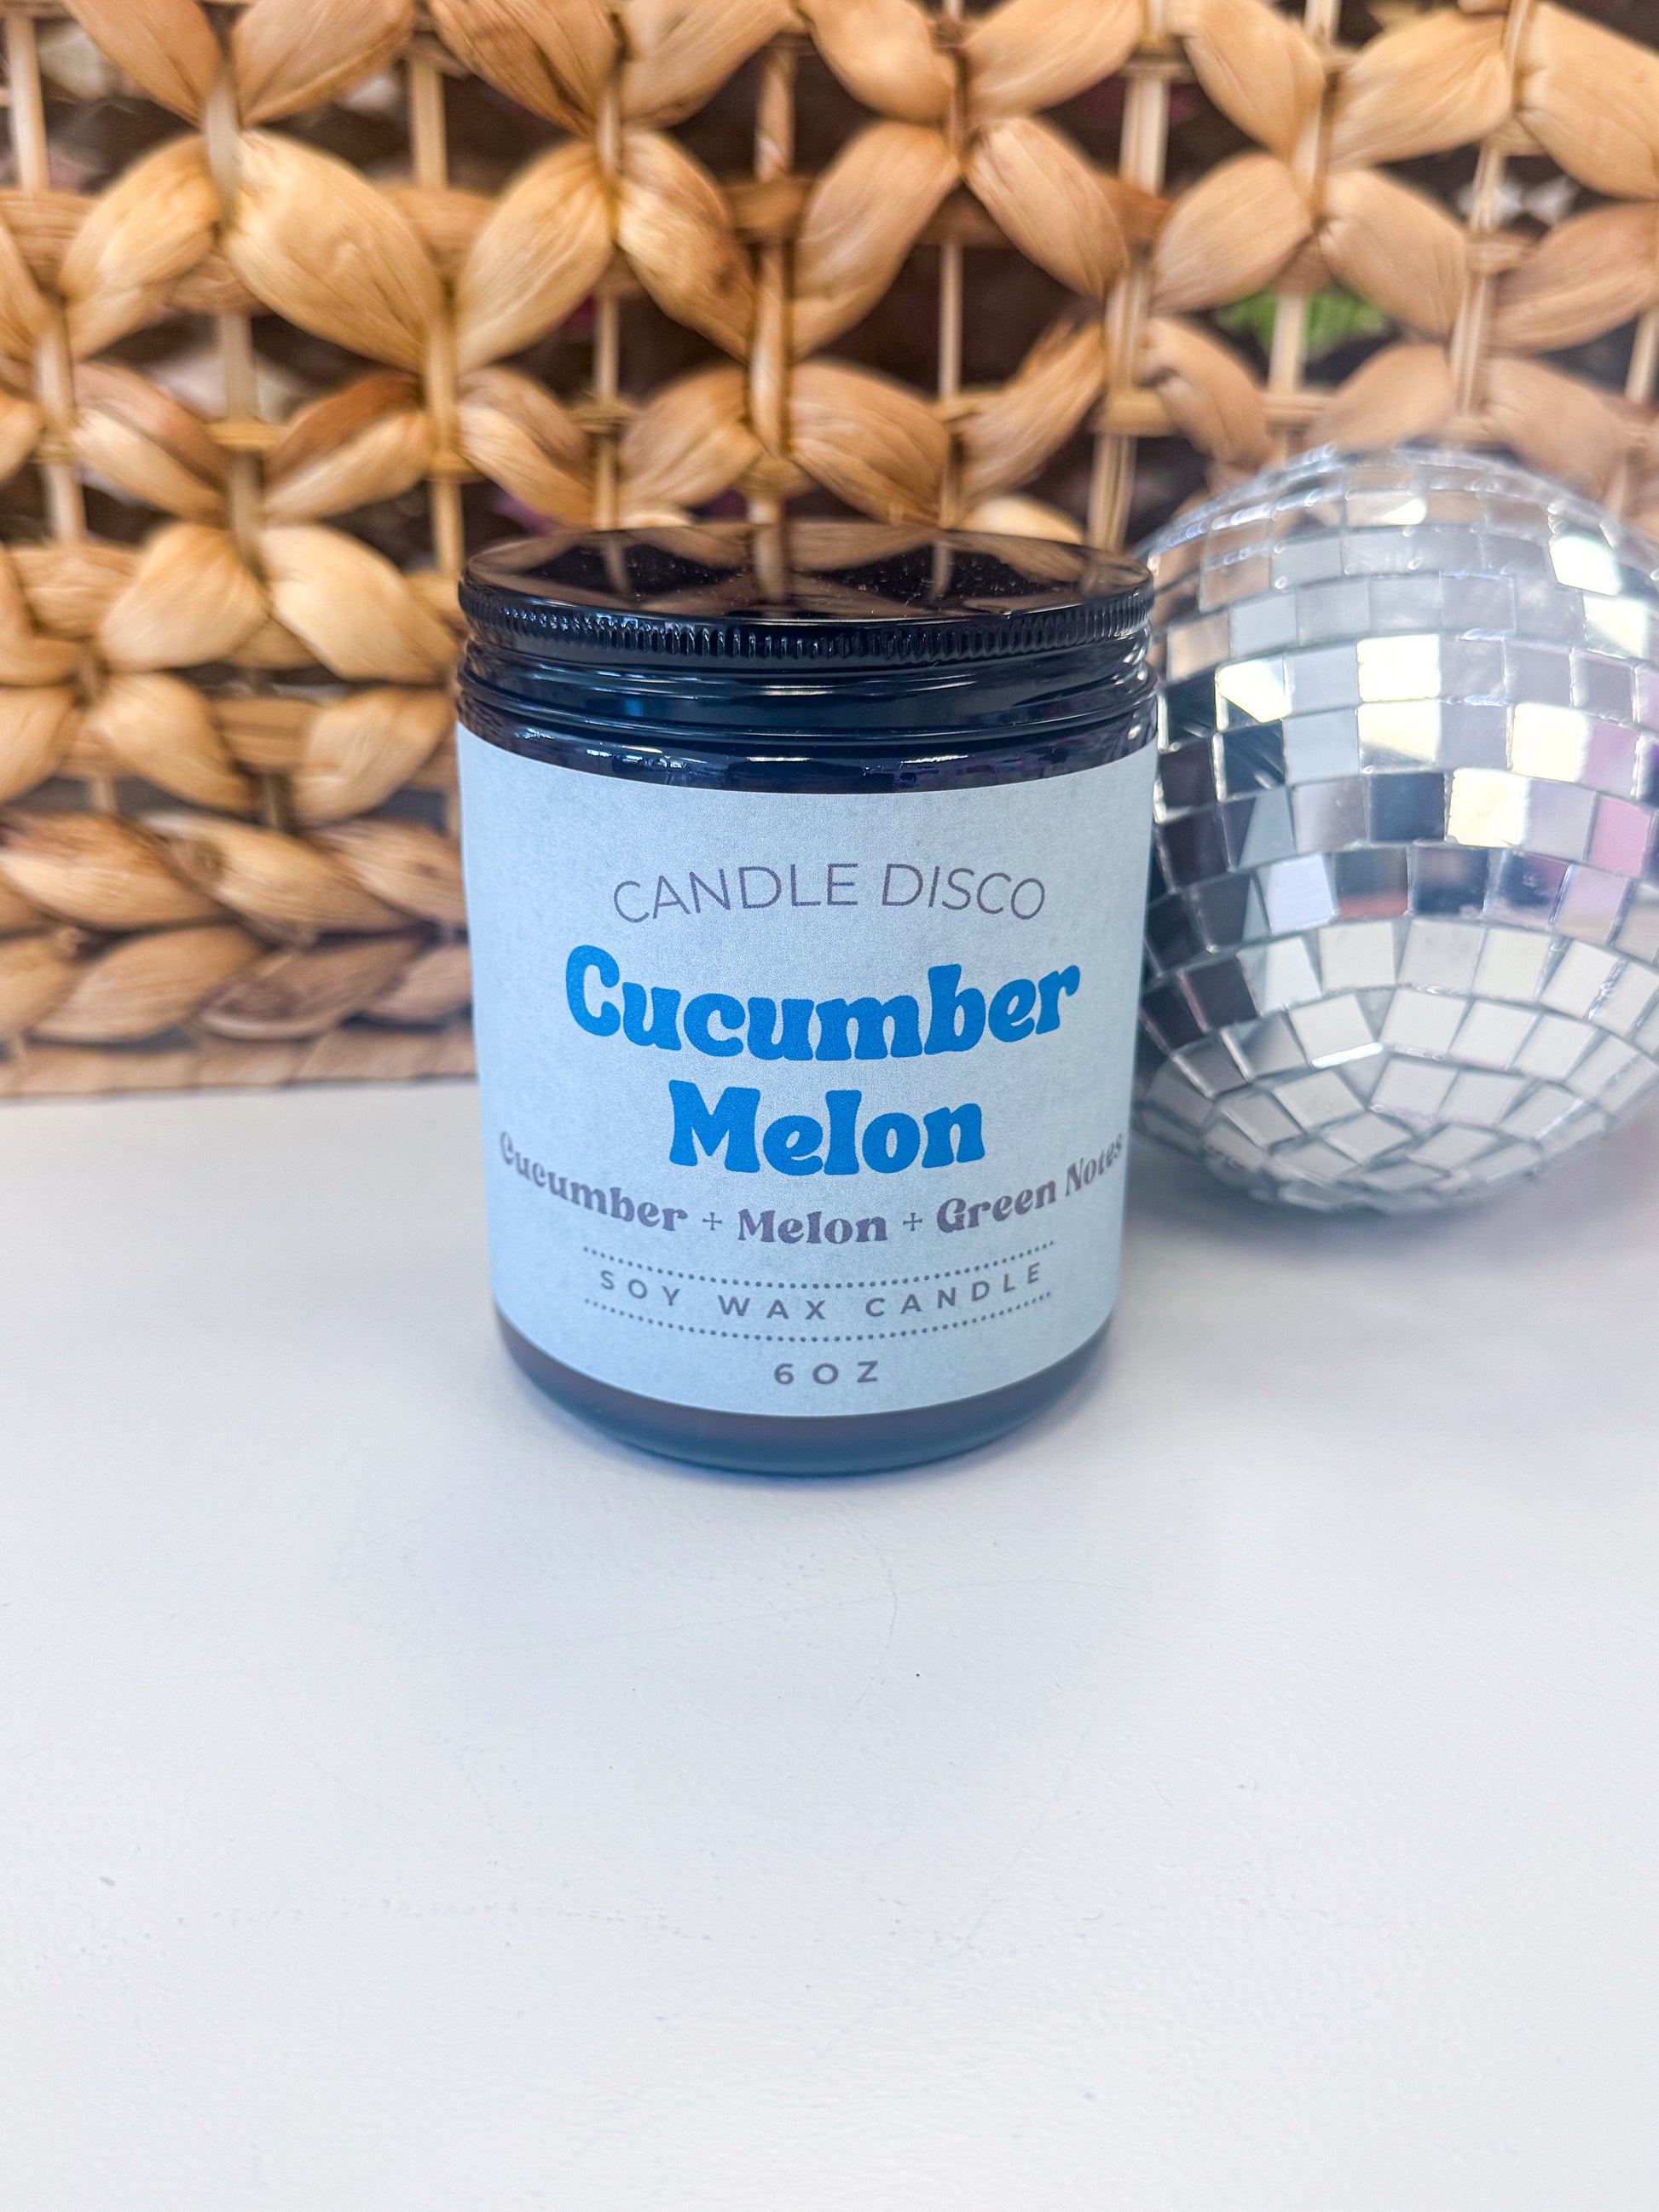 CANDLE DISCO
Cucumber
Melon
Cucumber + Melon + Green Notes
SOY WAX CANDLE
6OZ